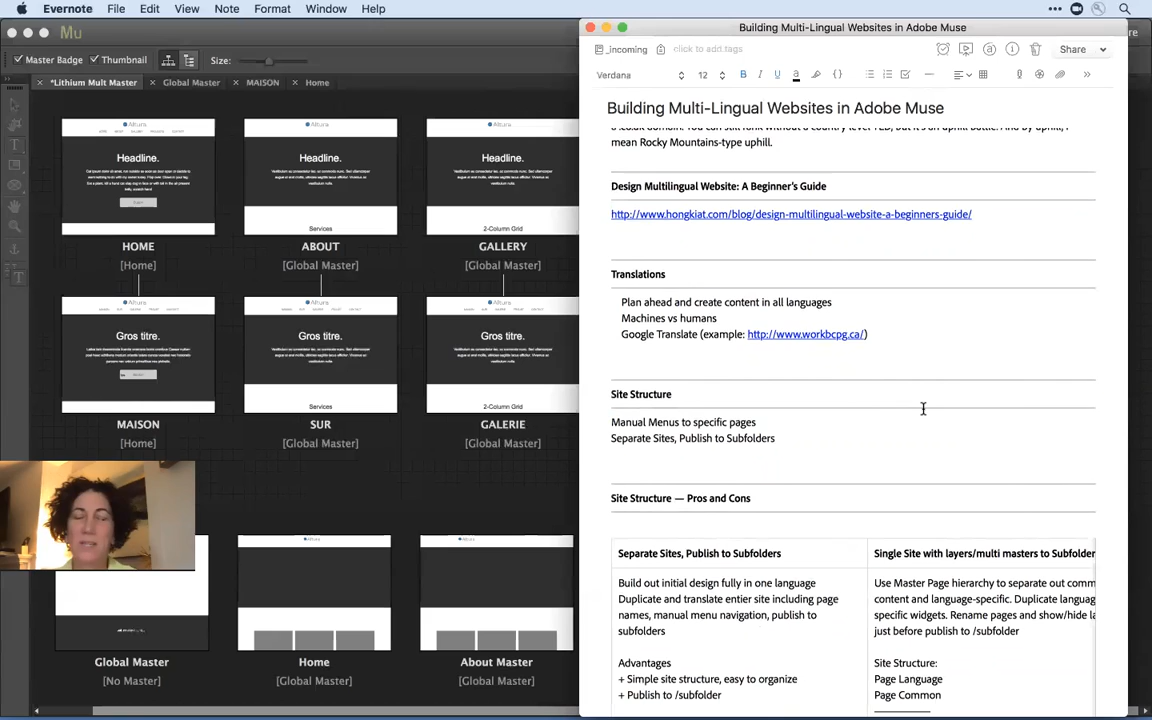 Evernote File Edit View Note Format Window Help
Mu
Building Multi-Lingual Websites in Adobe Muse
_incoming click to add tags Share
Master Badge Thumbnail Size:
Verdana 12 B I U a
*Lithium Mult Master Global Master MAISON Home
Building Multi-Lingual Websites in Adobe Muse
mean Rocky Mountains-type uphill.
Design Multilingual Website: A Beginner's Guide
http://www.hongkiat.com/blog/design-multilingual-website-a-beginners-guide/
Translations
Plan ahead and create content in all languages
Machines vs humans
Google Translate (example: http://www.workbcpg.ca/)
Site Structure
Manual Menus to specific pages
Separate Sites, Publish to Subfolders
Site Structure — Pros and Cons
Separate Sites, Publish to Subfolders
Build out initial design fully in one language
Duplicate and translate entier site including page
names, manual menu navigation, publish to
subfolders
Advantages
+ Simple site structure, easy to organize
+ Publish to /subfolder
Single Site with layers/multi masters to Subfolder
Use Master Page hierarchy to separate out comm
content and language-specific. Duplicate languag
specific widgets. Rename pages and show/hide la
just before publish to /subfolder
Site Structure:
Page Language
Page Common
Altura
Headline.
HOME
[Home]
Altura
Headline.
Services
ABOUT
[Global Master]
Altura
Headline.
2-Column Grid
GALLERY
[Global Master]
Altura
Gros titre.
MAISON
[Home]
Altura
Gros titre.
Services
SUR
[Global Master]
Altura
Gros titre.
2-Column Grid
GALERIE
[Global Master]
Global Master
[No Master]
Altura
Home
[Global Master]
Altura
About Master
[Global Master]